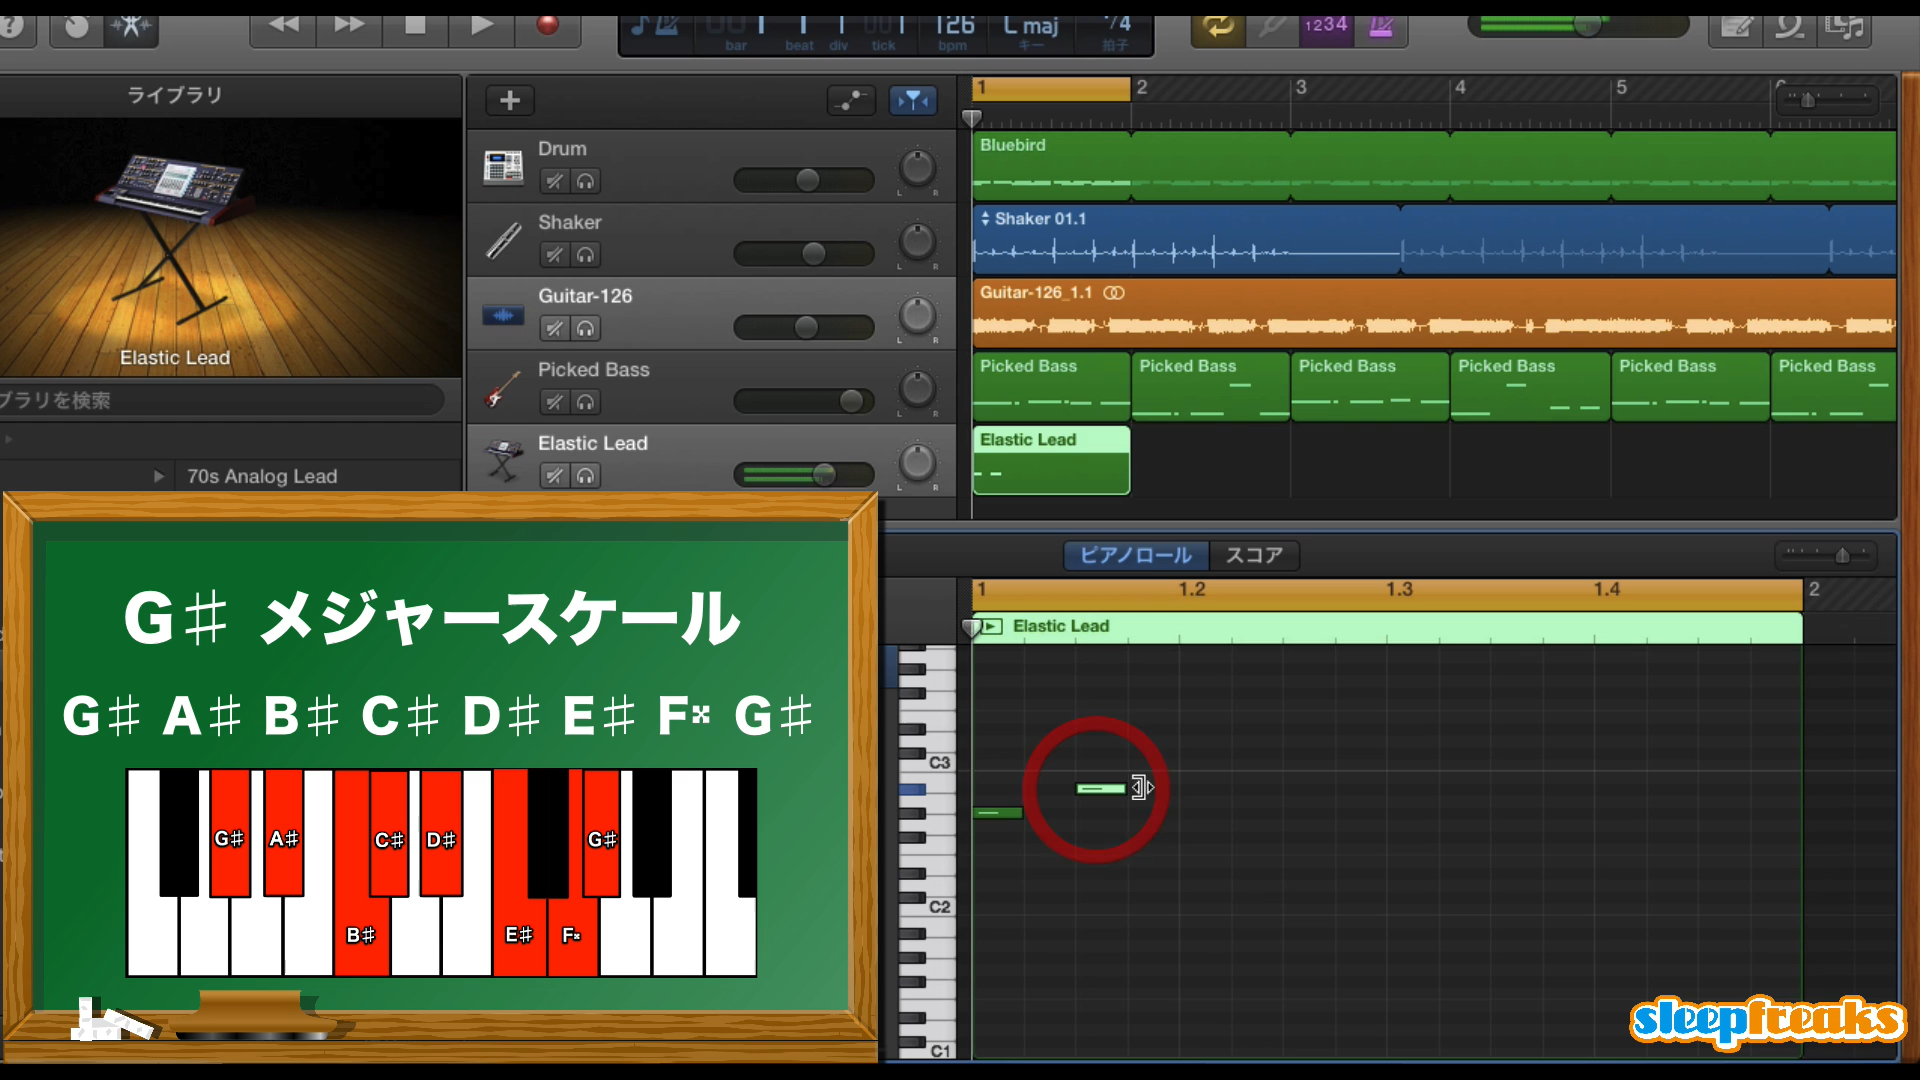 bar
beat
div
tick
126
bpm
maj
キー
/4
拍子
1234
ライブラリ
Elastic Lead
ブラリを検索
70s Analog Lead
Drum
Shaker
Guitar-126
Picked Bass
Elastic Lead
L R
L R
L R
L R
L R
1 2 3 4 5
Bluebird
Shaker 01.1
Guitar-126_1.1
Picked Bass Picked Bass Picked Bass Picked Bass Picked Bass Picked Bass
Elastic Lead
ピアノロール スコア
1 1.2 1.3 1.4 2
Elastic Lead
C3
C2
C1
G♯ メジャースケール
G♯ A♯ B♯ C♯ D♯ E♯ F𝄪 G♯
G♯ A♯ C♯ D♯ G♯
B♯ E♯ F𝄪
sleepfreaks